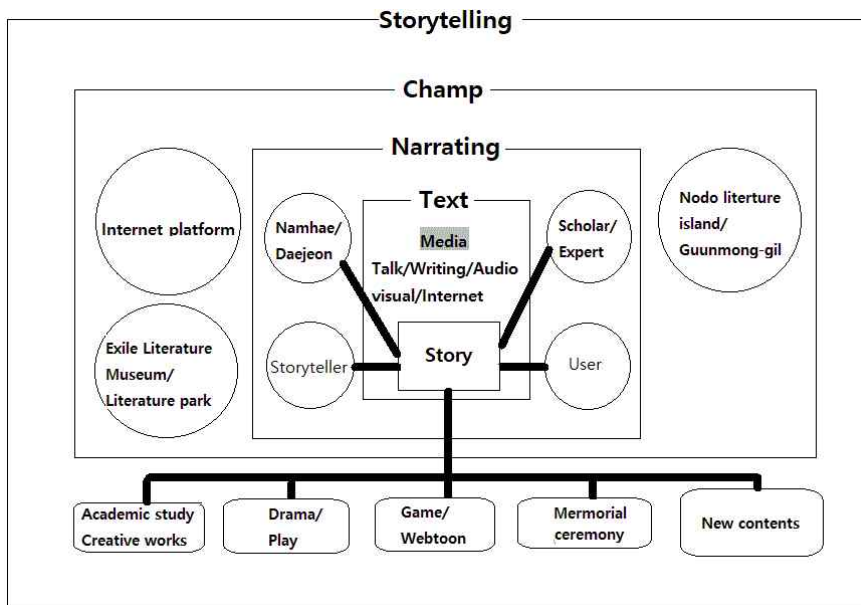 Storytelling
Champ
Narrating
Text
Internet platform
Namhae/
Daejeon
Media
Talk/Writing/Audio
visual/Internet
Scholar/
Expert
Nodo literture
island/
Guunmong-gil
Exile Literature
Museum/
Literature park
Storyteller
Story
User
Academic study
Creative works
Drama/
Play
Game/
Webtoon
Mermorial
ceremony
New contents